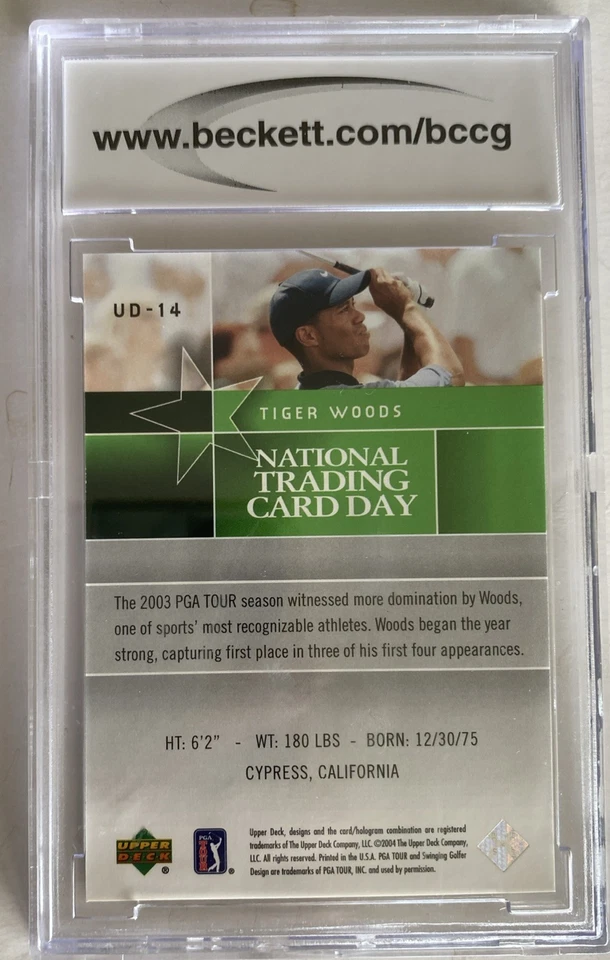 www.beckett.com/bccg
UD-14
TIGER WOODS
NATIONAL
TRADING
CARD DAY
The 2003 PGA TOUR season witnessed more domination by Woods,
one of sports' most recognizable athletes. Woods began the year
strong, capturing first place in three of his first four appearances.
HT: 6'2" - WT: 180 LBS - BORN: 12/30/75
CYPRESS, CALIFORNIA
UPPER
DECK
®
PGA
TOUR
®
Upper Deck, designs and the card/hologram combination are registered
trademarks of The Upper Deck Company, LLC. ©2004 The Upper Deck Company,
LLC. All rights reserved. Printed in the U.S.A. PGA TOUR and Swinging Golfer
Design are trademarks of PGA TOUR, INC. and used by permission.